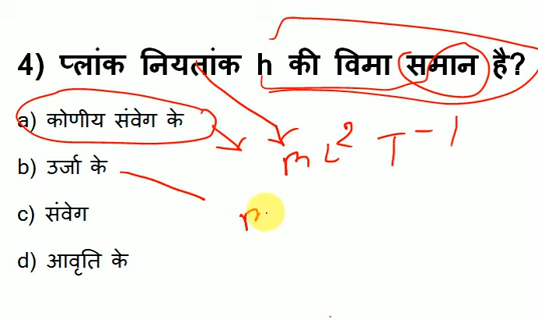 4) प्लांक नियतांक h की विमा समान है?
a) कोणीय संवेग के
mL² T⁻¹
b) उर्जा के
m
c) संवेग
d) आवृति के